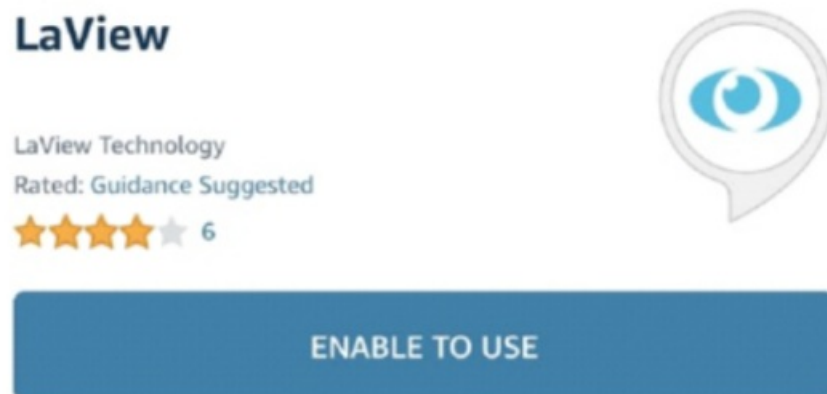 LaView
LaView Technology
Rated: Guidance Suggested
6
ENABLE TO USE